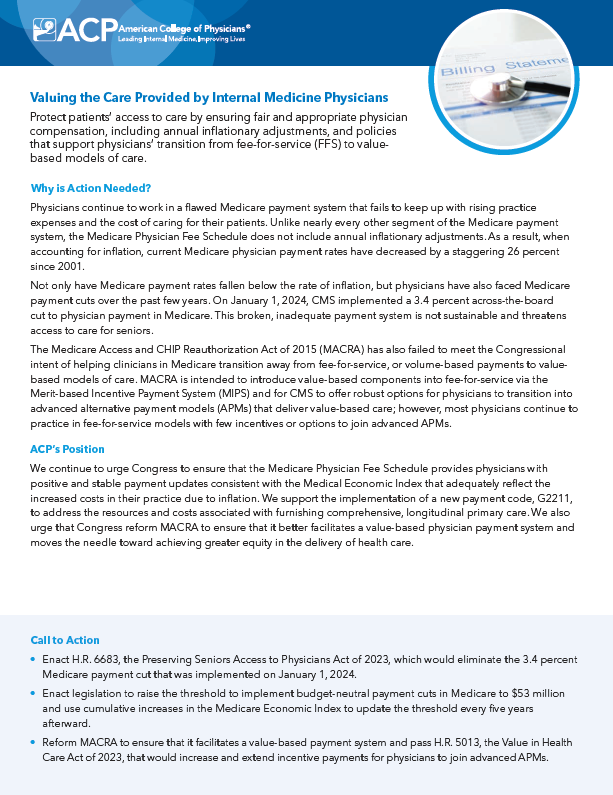 ACP American College of Physicians®
Leading Internal Medicine, Improving Lives
Billing Stateme
Valuing the Care Provided by Internal Medicine Physicians
Protect patients’ access to care by ensuring fair and appropriate physician
compensation, including annual inflationary adjustments, and policies
that support physicians’ transition from fee-for-service (FFS) to value-
based models of care.
Why is Action Needed?
Physicians continue to work in a flawed Medicare payment system that fails to keep up with rising practice
expenses and the cost of caring for their patients. Unlike nearly every other segment of the Medicare payment
system, the Medicare Physician Fee Schedule does not include annual inflationary adjustments. As a result, when
accounting for inflation, current Medicare physician payment rates have decreased by a staggering 26 percent
since 2001.
Not only have Medicare payment rates fallen below the rate of inflation, but physicians have also faced Medicare
payment cuts over the past few years. On January 1, 2024, CMS implemented a 3.4 percent across-the-board
cut to physician payment in Medicare. This broken, inadequate payment system is not sustainable and threatens
access to care for seniors.
The Medicare Access and CHIP Reauthorization Act of 2015 (MACRA) has also failed to meet the Congressional
intent of helping clinicians in Medicare transition away from fee-for-service, or volume-based payments to value-
based models of care. MACRA is intended to introduce value-based components into fee-for-service via the
Merit-based Incentive Payment System (MIPS) and for CMS to offer robust options for physicians to transition into
advanced alternative payment models (APMs) that deliver value-based care; however, most physicians continue to
practice in fee-for-service models with few incentives or options to join advanced APMs.
ACP’s Position
We continue to urge Congress to ensure that the Medicare Physician Fee Schedule provides physicians with
positive and stable payment updates consistent with the Medical Economic Index that adequately reflect the
increased costs in their practice due to inflation. We support the implementation of a new payment code, G2211,
to address the resources and costs associated with furnishing comprehensive, longitudinal primary care. We also
urge that Congress reform MACRA to ensure that it better facilitates a value-based physician payment system and
moves the needle toward achieving greater equity in the delivery of health care.
Call to Action
• Enact H.R. 6683, the Preserving Seniors Access to Physicians Act of 2023, which would eliminate the 3.4 percent
Medicare payment cut that was implemented on January 1, 2024.
• Enact legislation to raise the threshold to implement budget-neutral payment cuts in Medicare to $53 million
and use cumulative increases in the Medicare Economic Index to update the threshold every five years
afterward.
• Reform MACRA to ensure that it facilitates a value-based payment system and pass H.R. 5013, the Value in Health
Care Act of 2023, that would increase and extend incentive payments for physicians to join advanced APMs.